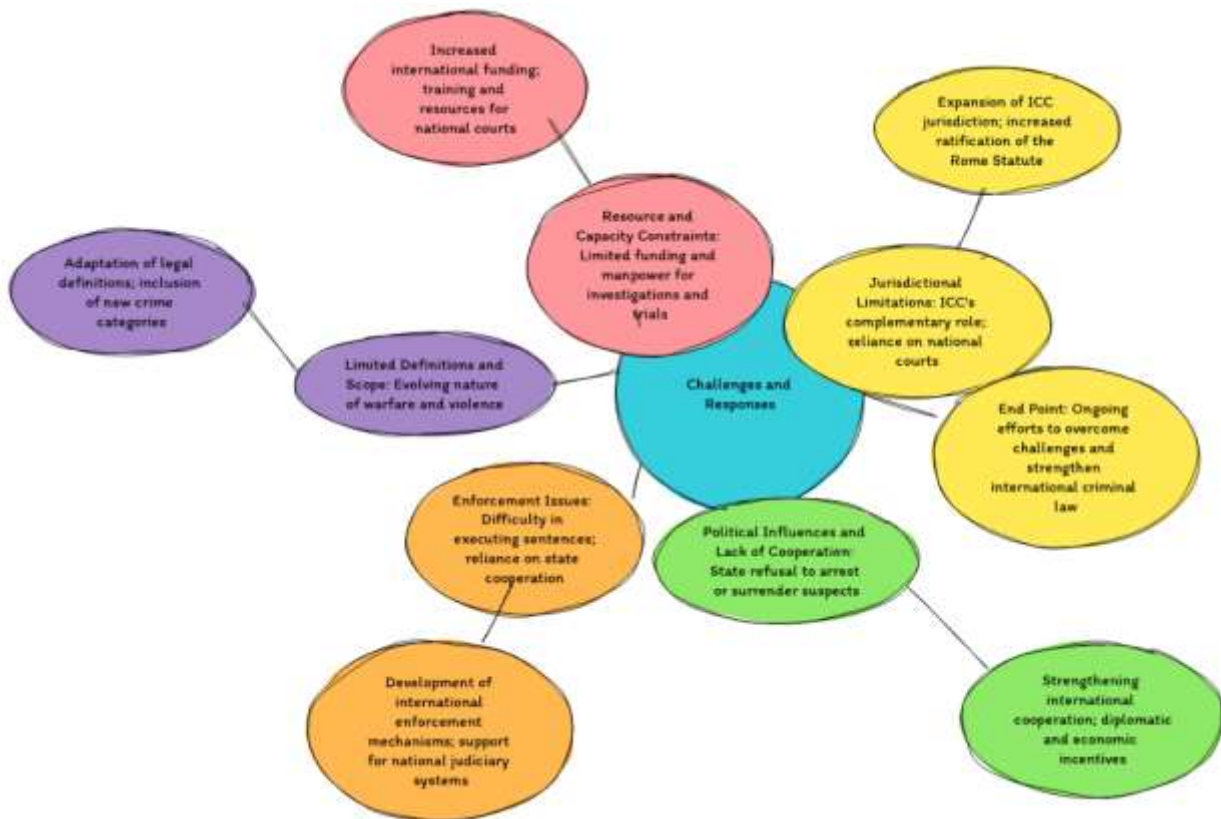 Increased
international funding;
training and
resources for
national courts
Expansion of ICC
jurisdiction; increased
ratification of the
Rome Statute
Resource and
Capacity Constraints:
Limited funding and
manpower for
investigations and
trials
Adaptation of legal
definitions; inclusion
of new crime
categories
Jurisdictional
Limitations: ICC's
complementary role;
reliance on national
courts
Limited Definitions and
Scope: Evolving nature
of warfare and violence
Challenges and
Responses
End Point: Ongoing
efforts to overcome
challenges and
strengthen
international criminal
law
Enforcement Issues:
Difficulty in
executing sentences;
reliance on state
cooperation
Political Influences and
Lack of Cooperation:
State refusal to arrest
or surrender suspects
Development of
international
enforcement
mechanisms; support
for national judiciary
systems
Strengthening
international
cooperation; diplomatic
and economic
incentives